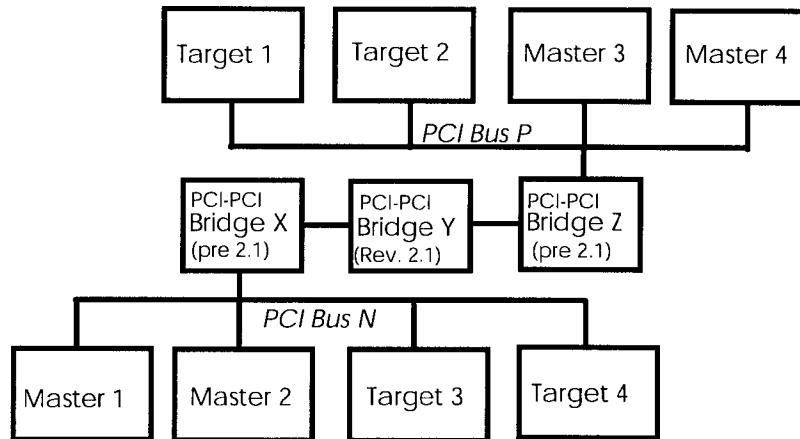 Target 1
Target 2
Master 3
Master 4
PCI Bus P
PCI-PCI
Bridge X
(pre 2.1)
PCI-PCI
Bridge Y
(Rev. 2.1)
PCI-PCI
Bridge Z
(pre 2.1)
PCI Bus N
Master 1
Master 2
Target 3
Target 4